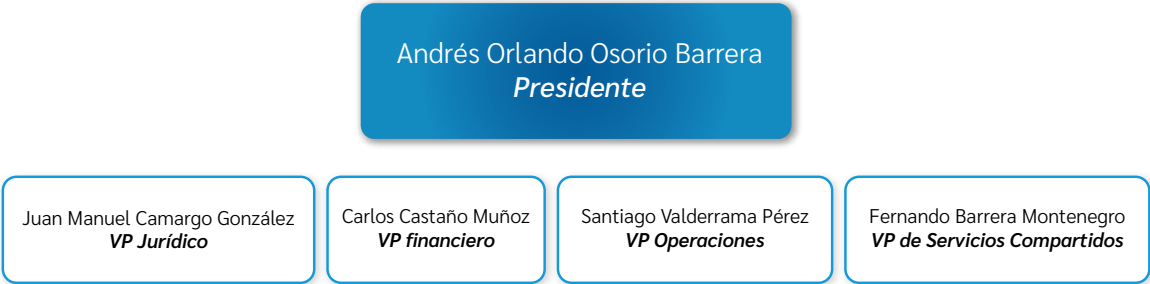 Andrés Orlando Osorio Barrera
Presidente
Juan Manuel Camargo González
VP Jurídico
Carlos Castaño Muñoz
VP financiero
Santiago Valderrama Pérez
VP Operaciones
Fernando Barrera Montenegro
VP de Servicios Compartidos